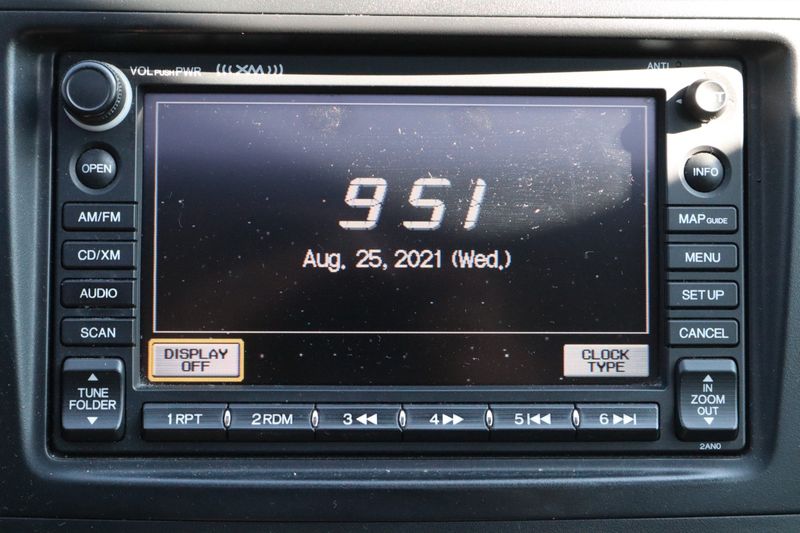 VOL PUSH PWR
XM
ANTI
T
OPEN
INFO
AM/FM
MAP GUIDE
CD/XM
MENU
AUDIO
SET UP
SCAN
CANCEL
9 51
Aug. 25, 2021 (Wed.)
DISPLAY
OFF
CLOCK
TYPE
TUNE
FOLDER
IN
ZOOM
OUT
1 RPT
2 RDM
3 ◀◀
4 ▶▶
5 I◀◀
6 ▶▶I
2AN0